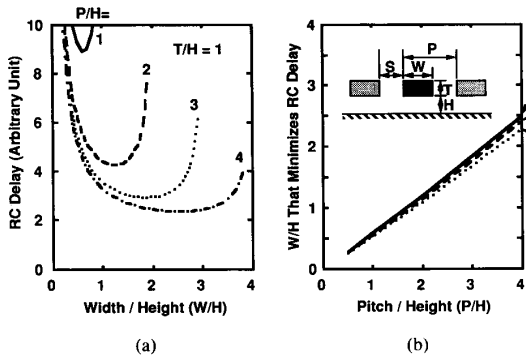 P/H=
1
T/H = 1
2
3
4
RC Delay (Arbitrary Unit)
10
8
6
4
2
0
0 1 2 3 4
Width / Height (W/H)
(a)
W/H That Minimizes RC Delay
4
3
2
1
0
P
S W
T
H
0 1 2 3 4
Pitch / Height (P/H)
(b)